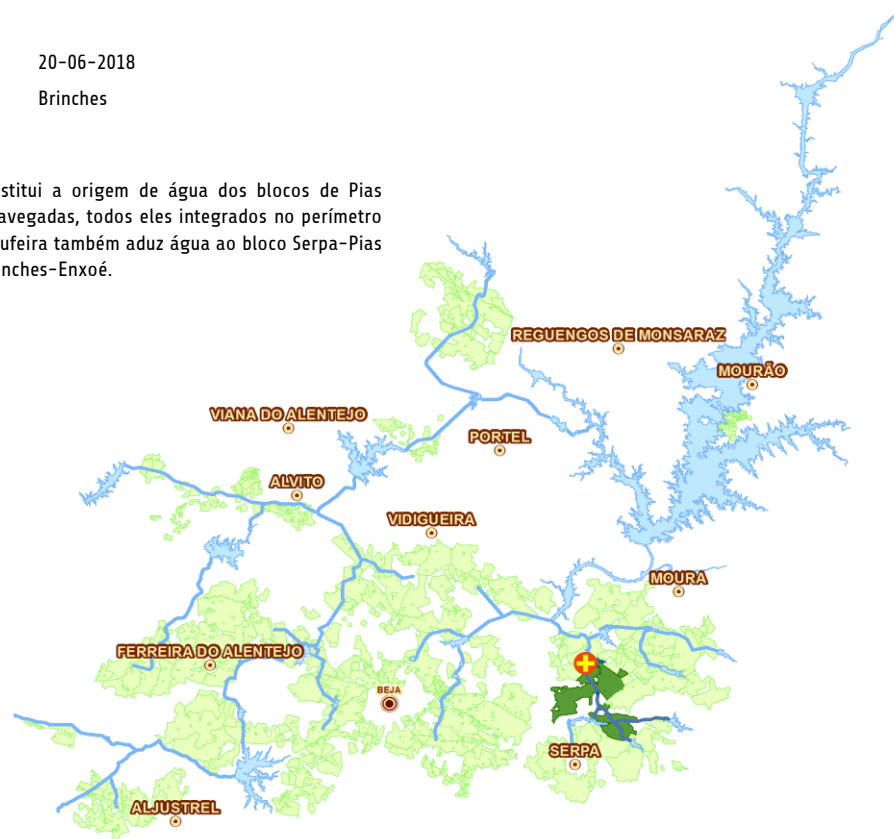 20-06-2018
Brinches
stitui a origem de água dos blocos de Pias
avegadas, todos eles integrados no perímetro
ufeira também aduz água ao bloco Serpa-Pias
nches-Enxoé.
REGUENGOS DE MONSARAZ
MOURÃO
VIANA DO ALENTEJO
PORTEL
ALVITO
VIDIGUEIRA
MOURA
FERREIRA DO ALENTEJO
BEJA
SERPA
ALJUSTREL